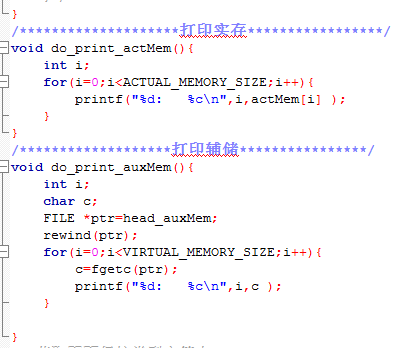 }
/********************打印实存*****************/
void do_print_actMem(){
int i;
for(i=0;i<ACTUAL_MEMORY_SIZE;i++){
printf("%d:   %c\n",i,actMem[i] );
}
}
/*******************打印辅储****************/
void do_print_auxMem(){
int i;
char c;
FILE *ptr=head_auxMem;
rewind(ptr);
for(i=0;i<VIRTUAL_MEMORY_SIZE;i++){
c=fgetc(ptr);
printf("%d:   %c\n",i,c );
}
}